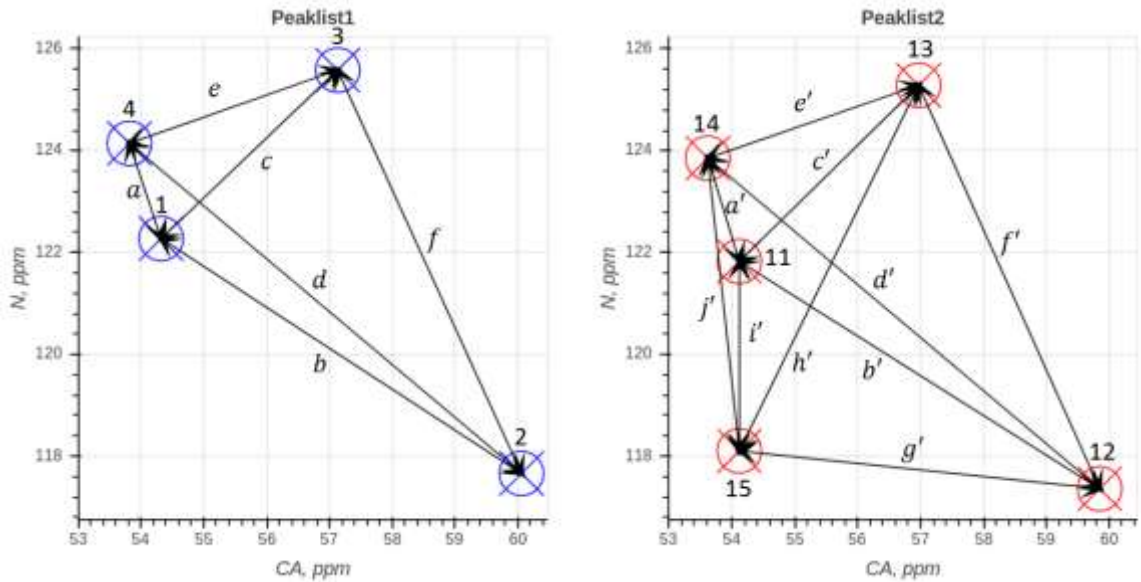 Peaklist1
126
124
122
120
118
N, ppm
3
4
1
2
e
a
c
f
d
b
53 54 55 56 57 58 59 60
CA, ppm
Peaklist2
126
124
122
120
118
N, ppm
13
14
11
12
15
e'
a'
c'
f'
d'
j'
i'
h'
b'
g'
53 54 55 56 57 58 59 60
CA, ppm